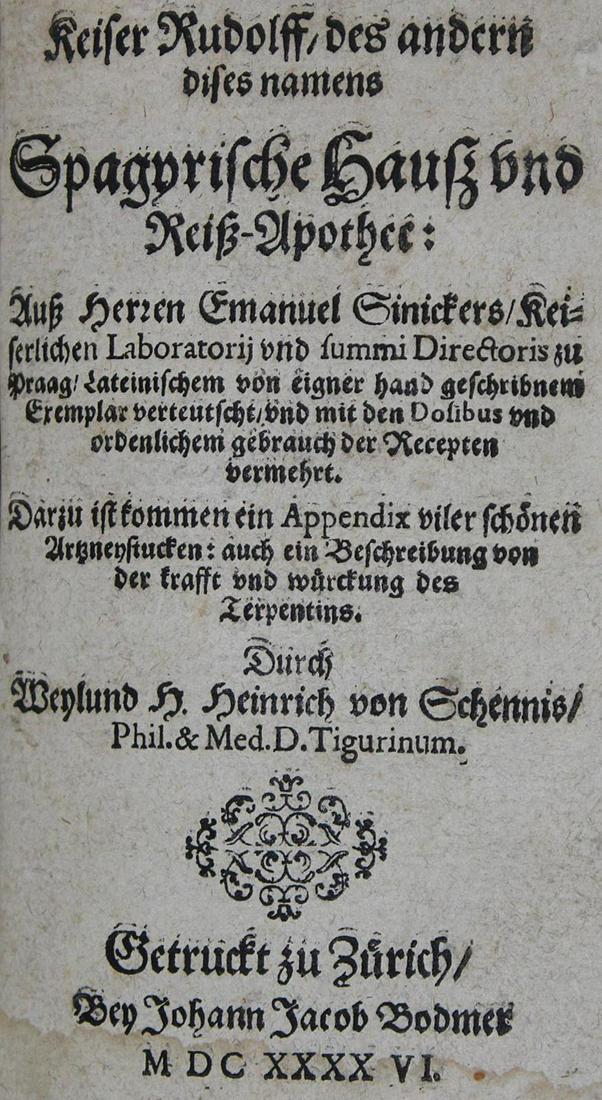 Keiser Rudolff/des andern
dises namens
Spagyrische Hauß vnd
Reiß-Apotheck:
Auß Herren Emanuel Sinickers/Kei-
serlichen Laboratorij vnd summi Directoris zu
Praag/Lateinischem von eigner hand geschribnem
Exemplar verteutscht/vnd mit den Dosibus vnd
ordenlichem gebrauch der Recepten
vermehrt.
Darzu ist kommen ein Appendix viler schönen
Artzneystucken: auch ein Beschreibung von
der krafft vnd würckung des
Terpentins.
Durch
Weylund H. Heinrich von Schennis/
Phil.& Med.D.Tigurinum.
Getruckt zu Zürich/
Bey Johann Jacob Bodmer
M DC XXXX VI.